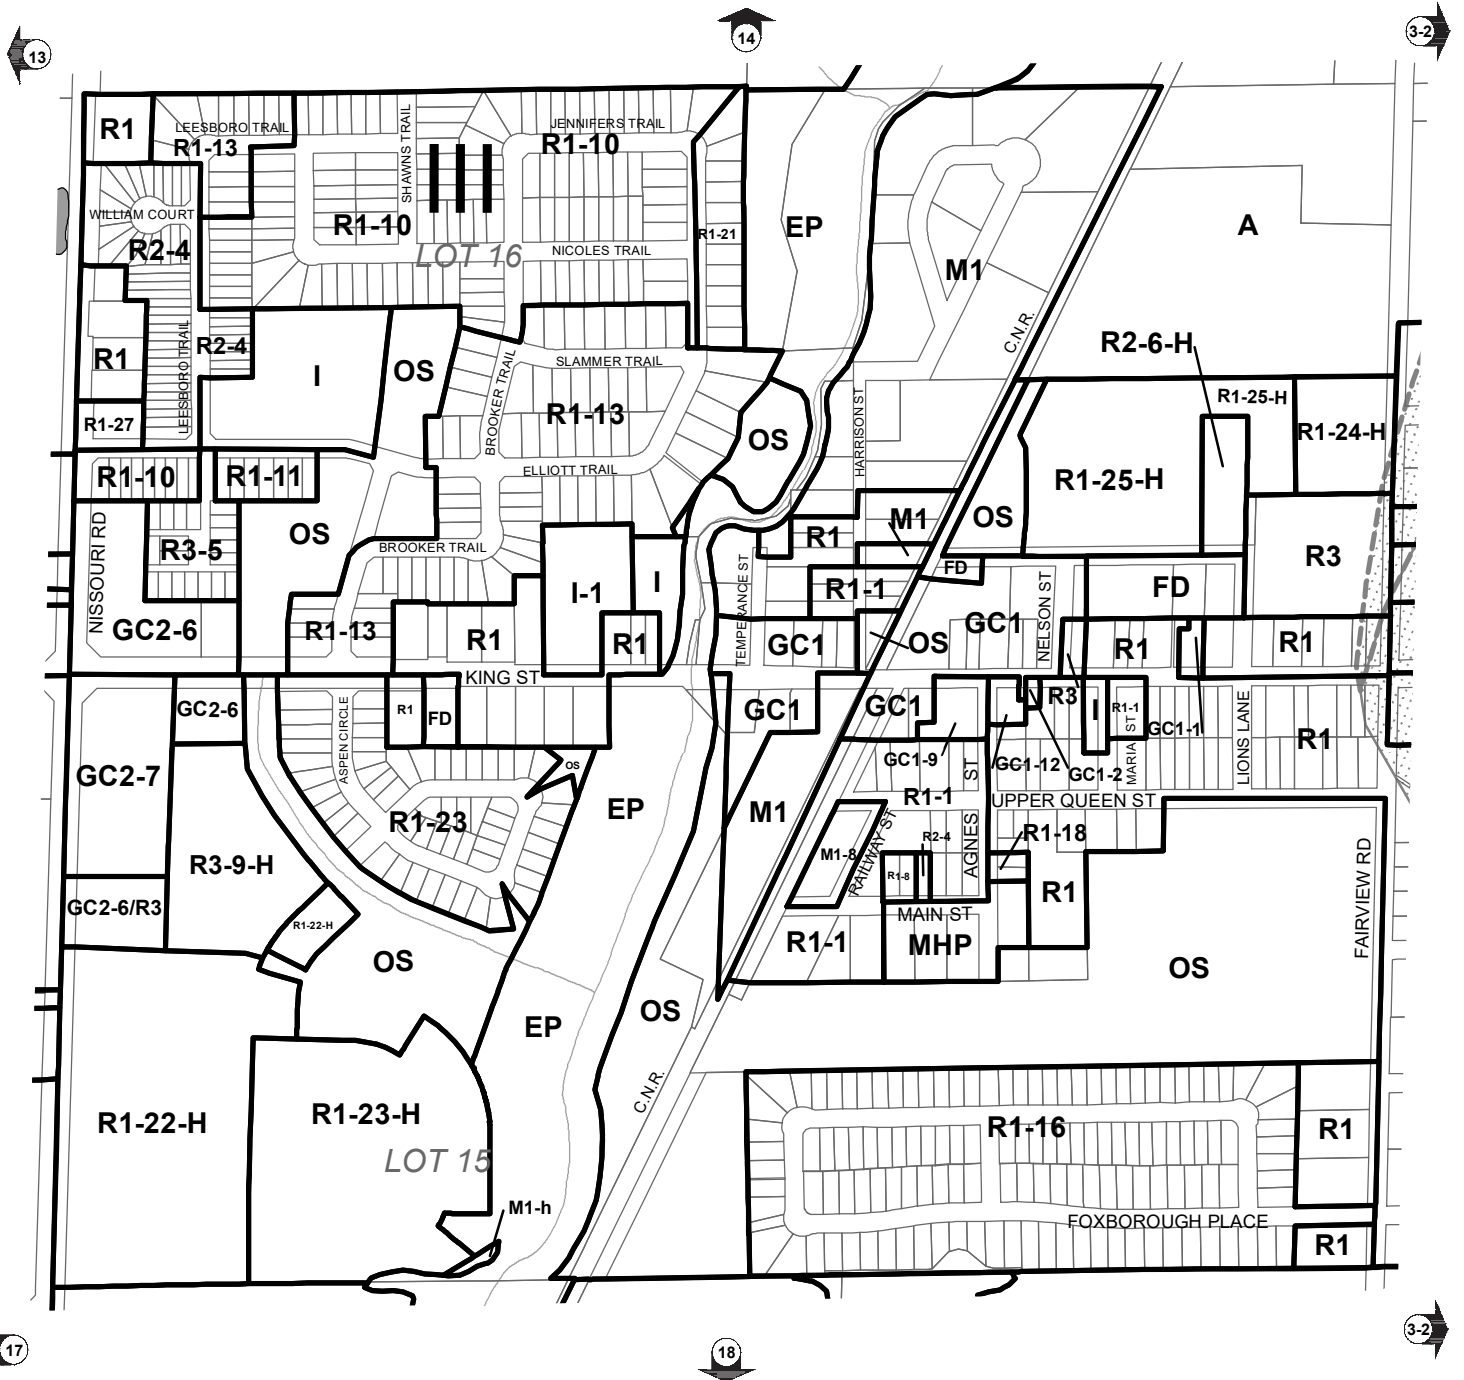 13
14
3-2
R1
LEESBORO TRAIL
R1-13
SHAWNS TRAIL
JENNIFERS TRAIL
R1-10
WILLIAM COURT
R2-4
R1-10
LOT 16
NICOLES TRAIL
R1-21
EP
M1
A
C.N.R.
R2-6-H
R1
LEESBORO TRAIL
R2-4
I
OS
BROOKER TRAIL
SLAMMER TRAIL
R1-13
OS
HARRISON ST
R1-25-H
R1-24-H
R1-27
R1-10
R1-11
ELLIOTT TRAIL
R1-25-H
NISSOURI RD
R3-5
OS
BROOKER TRAIL
R1
M1
OS
R3
I-1
I
TEMPERANCE ST
R1-1
FD
FD
GC2-6
R1-13
R1
R1
GC1
OS
GC1
NELSON ST
R1
R1
KING ST
GC2-6
ASPEN CIRCLE
R1
FD
GC1
GC1
R3
I
R1-1
MARIA ST
GC1-1
LIONS LANE
R1
GC2-7
OS
GC1-9
GC1-12
GC1-2
R1-23
EP
M1
R1-1
AGNES ST
UPPER QUEEN ST
R3-9-H
M1-8
RAILWAY ST
R2-4
R1-18
R1-8
R1
FAIRVIEW RD
GC2-6/R3
R1-22-H
MAIN ST
R1-1
MHP
OS
OS
EP
OS
C.N.R.
R1-22-H
R1-23-H
LOT 15
R1-16
R1
M1-h
FOXBOROUGH PLACE
R1
17
18
3-2